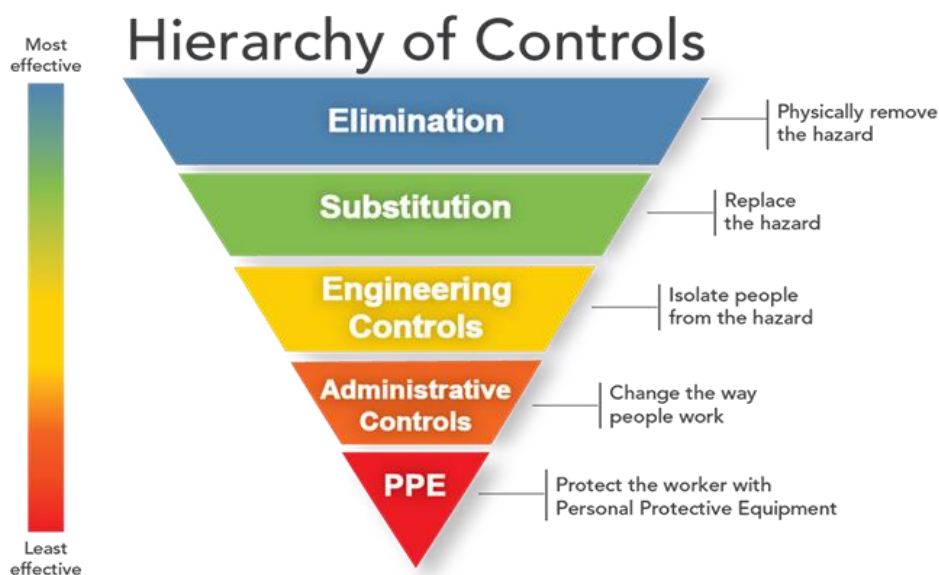 Hierarchy of Controls
Most
effective
Elimination
Physically remove
the hazard
Substitution
Replace
the hazard
Engineering
Controls
Isolate people
from the hazard
Administrative
Controls
Change the way
people work
PPE
Protect the worker with
Personal Protective Equipment
Least
effective